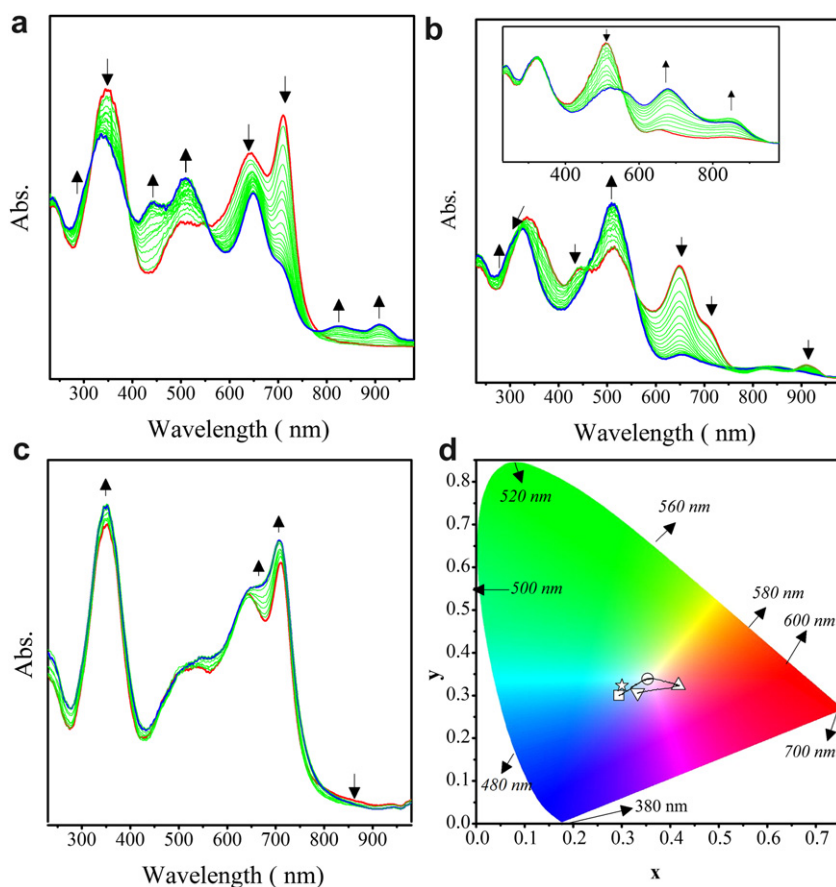 a
Abs.
300 400 500 600 700 800 900
Wavelength ( nm)
b
Abs.
400 600 800
300 400 500 600 700 800 900
Wavelength ( nm)
c
Abs.
300 400 500 600 700 800 900
Wavelength ( nm)
d
0.8
0.7
0.6
0.5
0.4
0.3
0.2
0.1
0.0
y
520 nm
560 nm
500 nm
580 nm
600 nm
700 nm
480 nm
380 nm
0.0 0.1 0.2 0.3 0.4 0.5 0.6 0.7
x